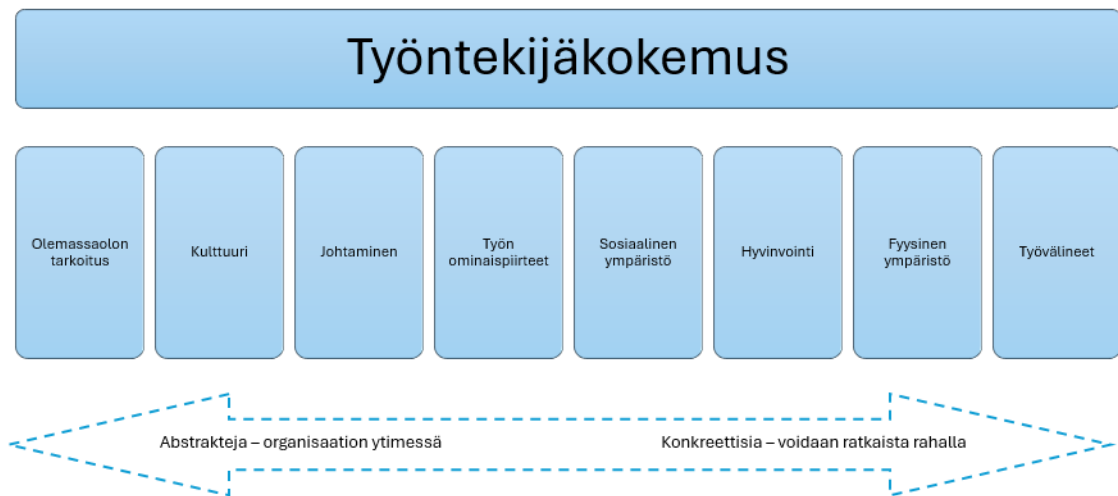 Työntekijäkokemus
Olemassaolon
tarkoitus
Kulttuuri
Johtaminen
Työn
ominaispiirteet
Sosiaalinen
ympäristö
Hyvinvointi
Fyysinen
ympäristö
Työvälineet
Abstrakteja – organisaation ytimessä
Konkreettisia – voidaan ratkaista rahalla